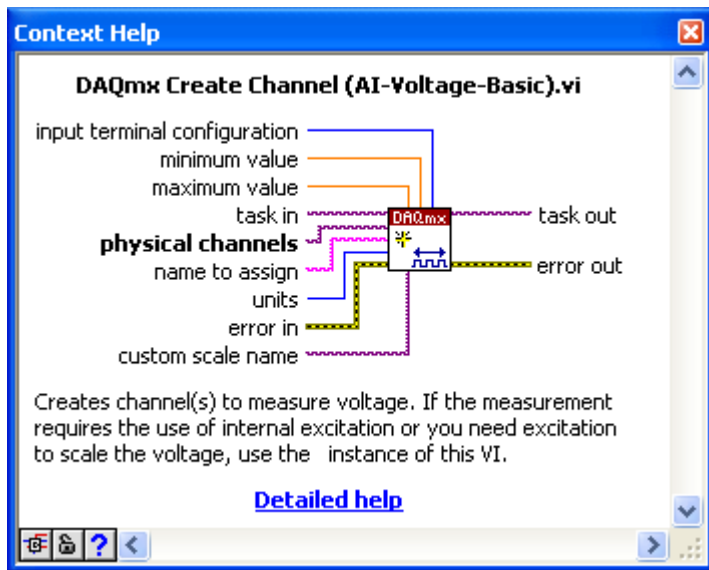 Context Help
DAQmx Create Channel (AI-Voltage-Basic).vi
input terminal configuration
minimum value
maximum value
task in
DAQmx
task out
physical channels
name to assign
error out
units
error in
custom scale name
Creates channel(s) to measure voltage. If the measurement
requires the use of internal excitation or you need excitation
to scale the voltage, use the   instance of this VI.
Detailed help
?